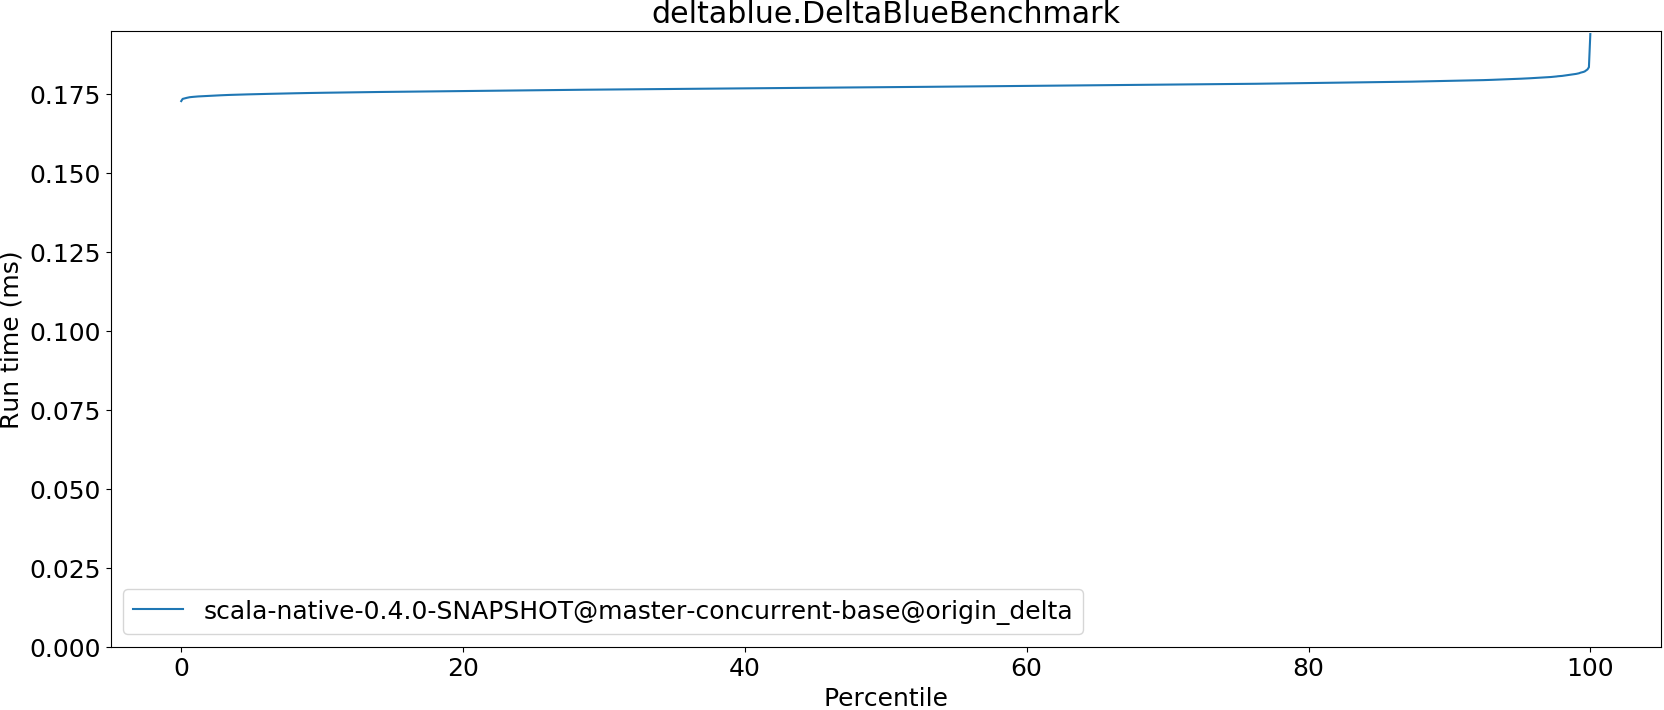 deltablue.DeltaBlueBenchmark
Run time (ms)
0.175
0.150
0.125
0.100
0.075
0.050
0.025
0.000
scala-native-0.4.0-SNAPSHOT@master-concurrent-base@origin_delta
0 20 40 60 80 100
Percentile